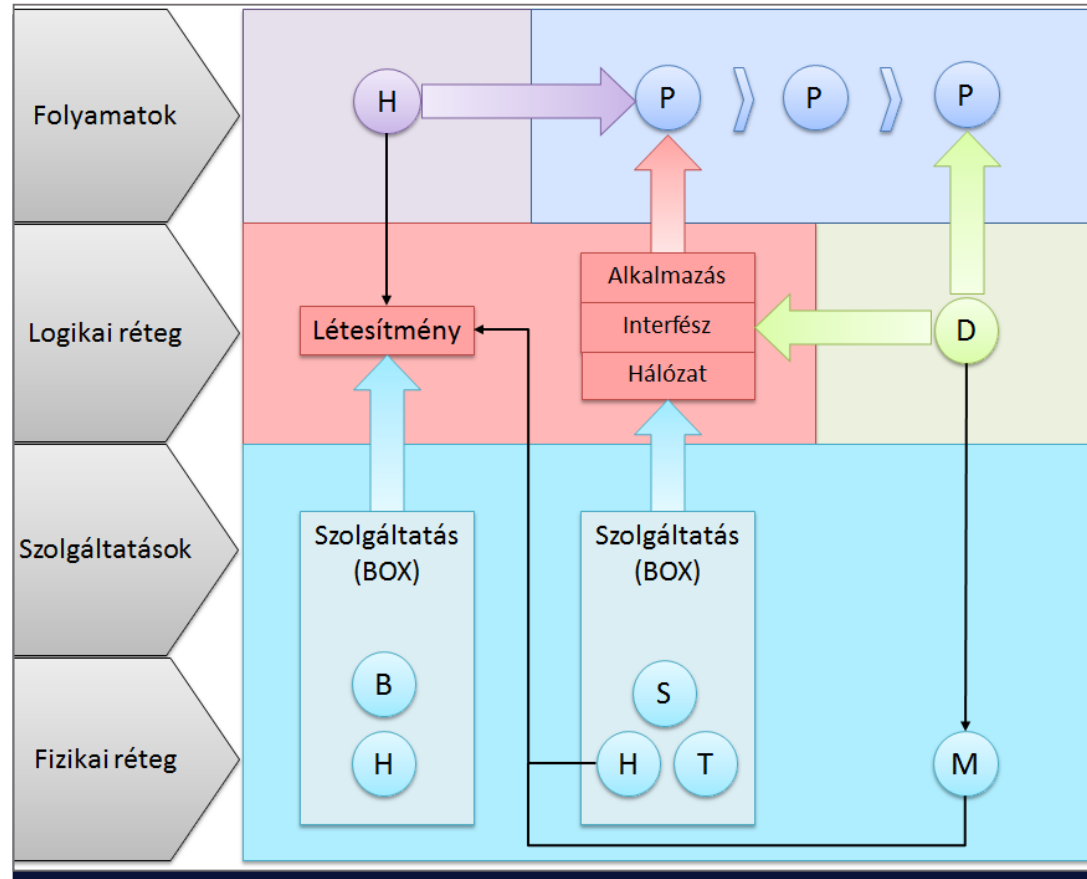 Folyamatok
H
P
P
P
Logikai réteg
Létesítmény
Alkalmazás
Interfész
Hálózat
D
Szolgáltatások
Szolgáltatás
(BOX)
Szolgáltatás
(BOX)
Fizikai réteg
B
H
S
H
T
M